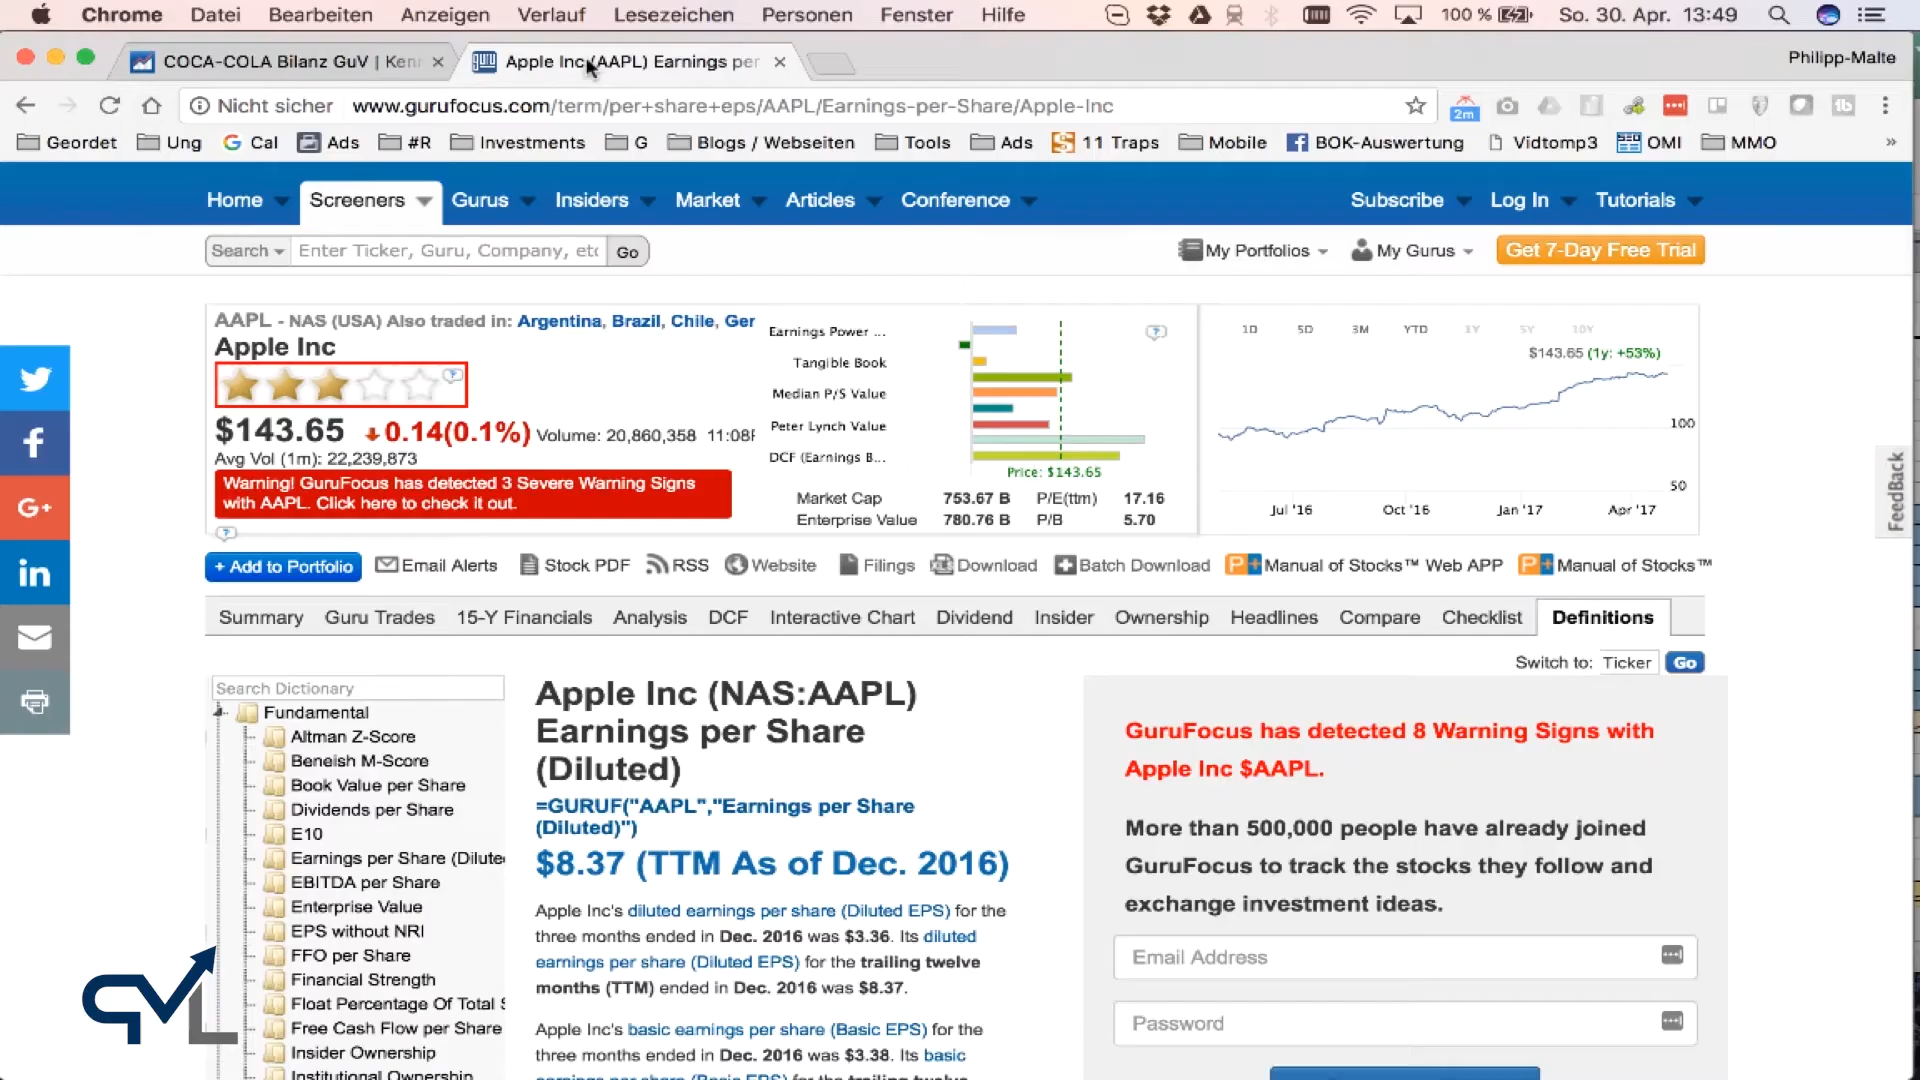 Chrome Datei Bearbeiten Anzeigen Verlauf Lesezeichen Personen Fenster Hilfe 100 % So. 30. Apr. 13:49
COCA-COLA Bilanz GuV | Ken Apple Inc (AAPL) Earnings per Philipp-Malte
Nicht sicher www.gurufocus.com/term/per+share+eps/AAPL/Earnings-per-Share/Apple-Inc 2m
Geordet Ung Cal Ads #R Investments G Blogs / Webseiten Tools Ads 11 Traps Mobile BOK-Auswertung Vidtomp3 OMI MMO »
Home Screeners Gurus Insiders Market Articles Conference Subscribe Log In Tutorials
Search Enter Ticker, Guru, Company, etc Go My Portfolios My Gurus Get 7-Day Free Trial
AAPL - NAS (USA) Also traded in: Argentina, Brazil, Chile, Ger
Apple Inc
$143.65 0.14(0.1%) Volume: 20,860,358 11:08
Avg Vol (1m): 22,239,873
Warning! GuruFocus has detected 3 Severe Warning Signs
with AAPL. Click here to check it out.
Earnings Power ...
Tangible Book
Median P/S Value
Peter Lynch Value
DCF (Earnings B...
Price: $143.65
Market Cap 753.67 B P/E(ttm) 17.16
Enterprise Value 780.76 B P/B 5.70
1D 5D 3M YTD 1Y 5Y 10Y
$143.65 (1y: +53%)
100
50
Jul '16 Oct '16 Jan '17 Apr '17
FeedBack
+ Add to Portfolio Email Alerts Stock PDF RSS Website Filings Download Batch Download Manual of Stocks™ Web APP Manual of Stocks™
Summary Guru Trades 15-Y Financials Analysis DCF Interactive Chart Dividend Insider Ownership Headlines Compare Checklist Definitions
Switch to: Ticker Go
Search Dictionary
Fundamental
Altman Z-Score
Beneish M-Score
Book Value per Share
Dividends per Share
E10
Earnings per Share (Dilute
EBITDA per Share
Enterprise Value
EPS without NRI
FFO per Share
Financial Strength
Float Percentage Of Total S
Free Cash Flow per Share
Insider Ownership
Institutional Ownership
Apple Inc (NAS:AAPL)
Earnings per Share
(Diluted)
=GURUF("AAPL","Earnings per Share
(Diluted)")
$8.37 (TTM As of Dec. 2016)
Apple Inc's diluted earnings per share (Diluted EPS) for the
three months ended in Dec. 2016 was $3.36. Its diluted
earnings per share (Diluted EPS) for the trailing twelve
months (TTM) ended in Dec. 2016 was $8.37.
Apple Inc's basic earnings per share (Basic EPS) for the
three months ended in Dec. 2016 was $3.38. Its basic
earnings per share (Basic EPS) for the trailing twelve
GuruFocus has detected 8 Warning Signs with
Apple Inc $AAPL.
More than 500,000 people have already joined
GuruFocus to track the stocks they follow and
exchange investment ideas.
Email Address
Password